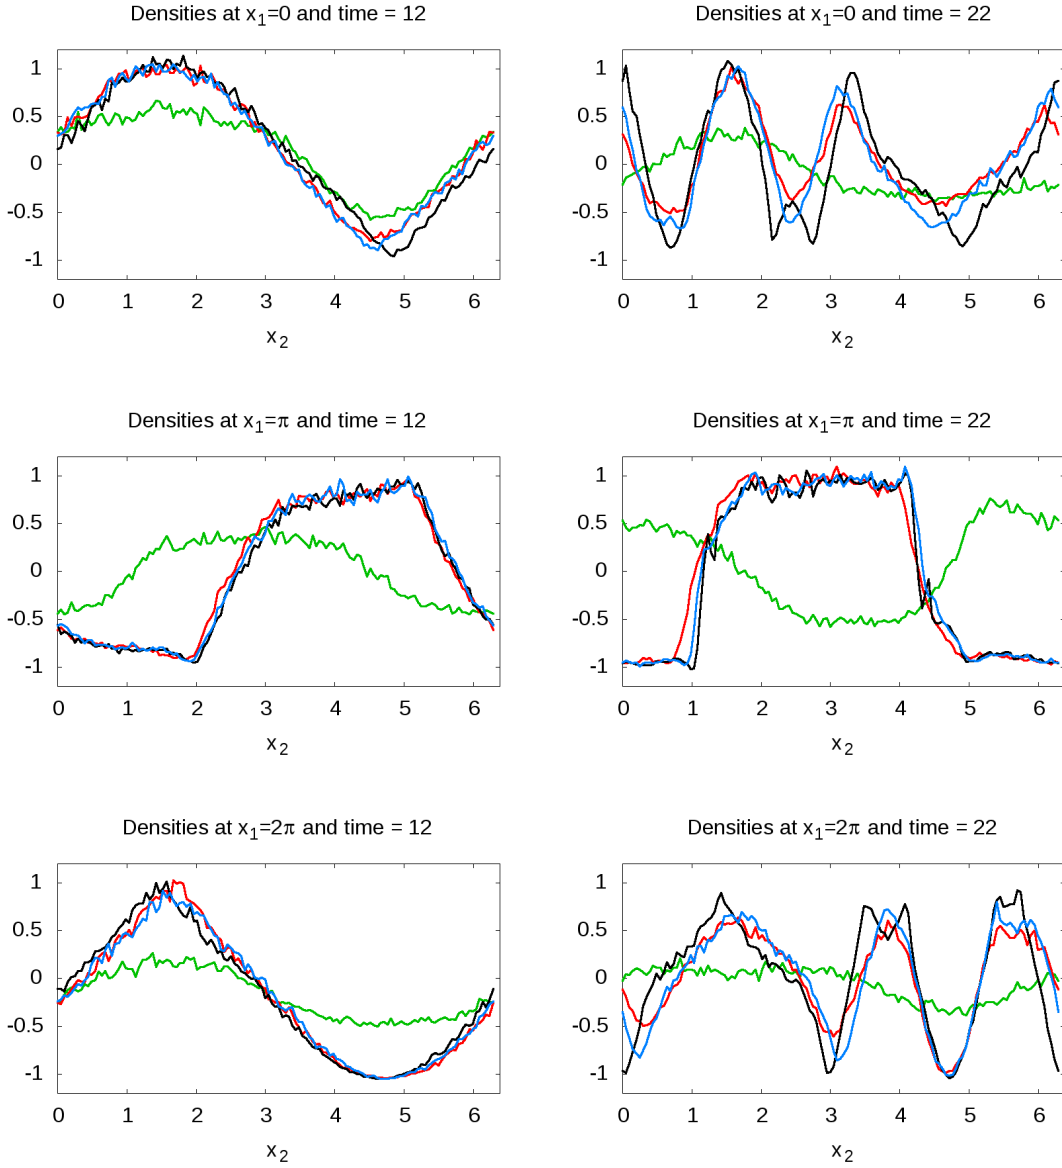 Densities at x1=0 and time = 12
Densities at x1=0 and time = 22
1
0.5
0
-0.5
-1
0 1 2 3 4 5 6
x2
1
0.5
0
-0.5
-1
0 1 2 3 4 5 6
x2
Densities at x1=π and time = 12
Densities at x1=π and time = 22
1
0.5
0
-0.5
-1
0 1 2 3 4 5 6
x2
1
0.5
0
-0.5
-1
0 1 2 3 4 5 6
x2
Densities at x1=2π and time = 12
Densities at x1=2π and time = 22
1
0.5
0
-0.5
-1
0 1 2 3 4 5 6
x2
1
0.5
0
-0.5
-1
0 1 2 3 4 5 6
x2